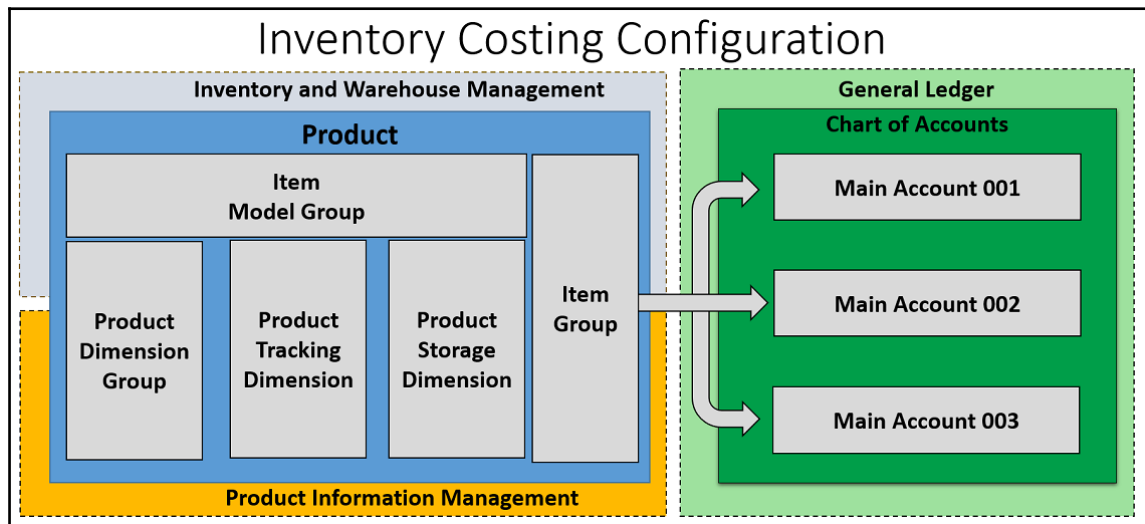 Inventory Costing Configuration
Inventory and Warehouse Management
Product
Item
Model Group
Product
Dimension
Group
Product
Tracking
Dimension
Product
Storage
Dimension
Item
Group
Product Information Management
General Ledger
Chart of Accounts
Main Account 001
Main Account 002
Main Account 003